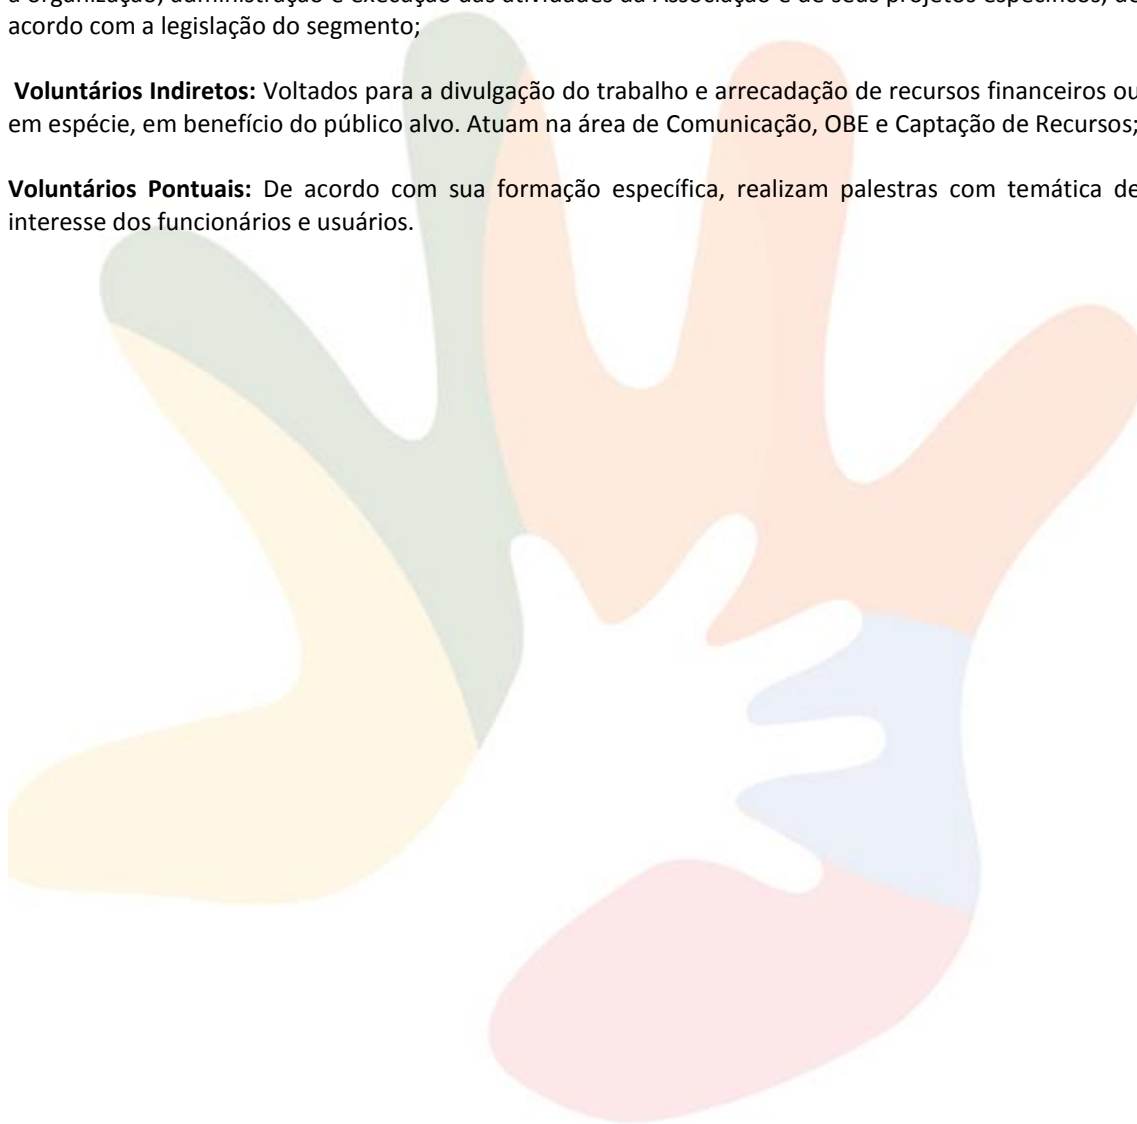 a organização, administração e execução das atividades da Associação e de seus projetos específicos, de
acordo com a legislação do segmento;
Voluntários Indiretos: Voltados para a divulgação do trabalho e arrecadação de recursos financeiros ou
em espécie, em benefício do público alvo. Atuam na área de Comunicação, OBE e Captação de Recursos;
Voluntários Pontuais: De acordo com sua formação específica, realizam palestras com temática de
interesse dos funcionários e usuários.